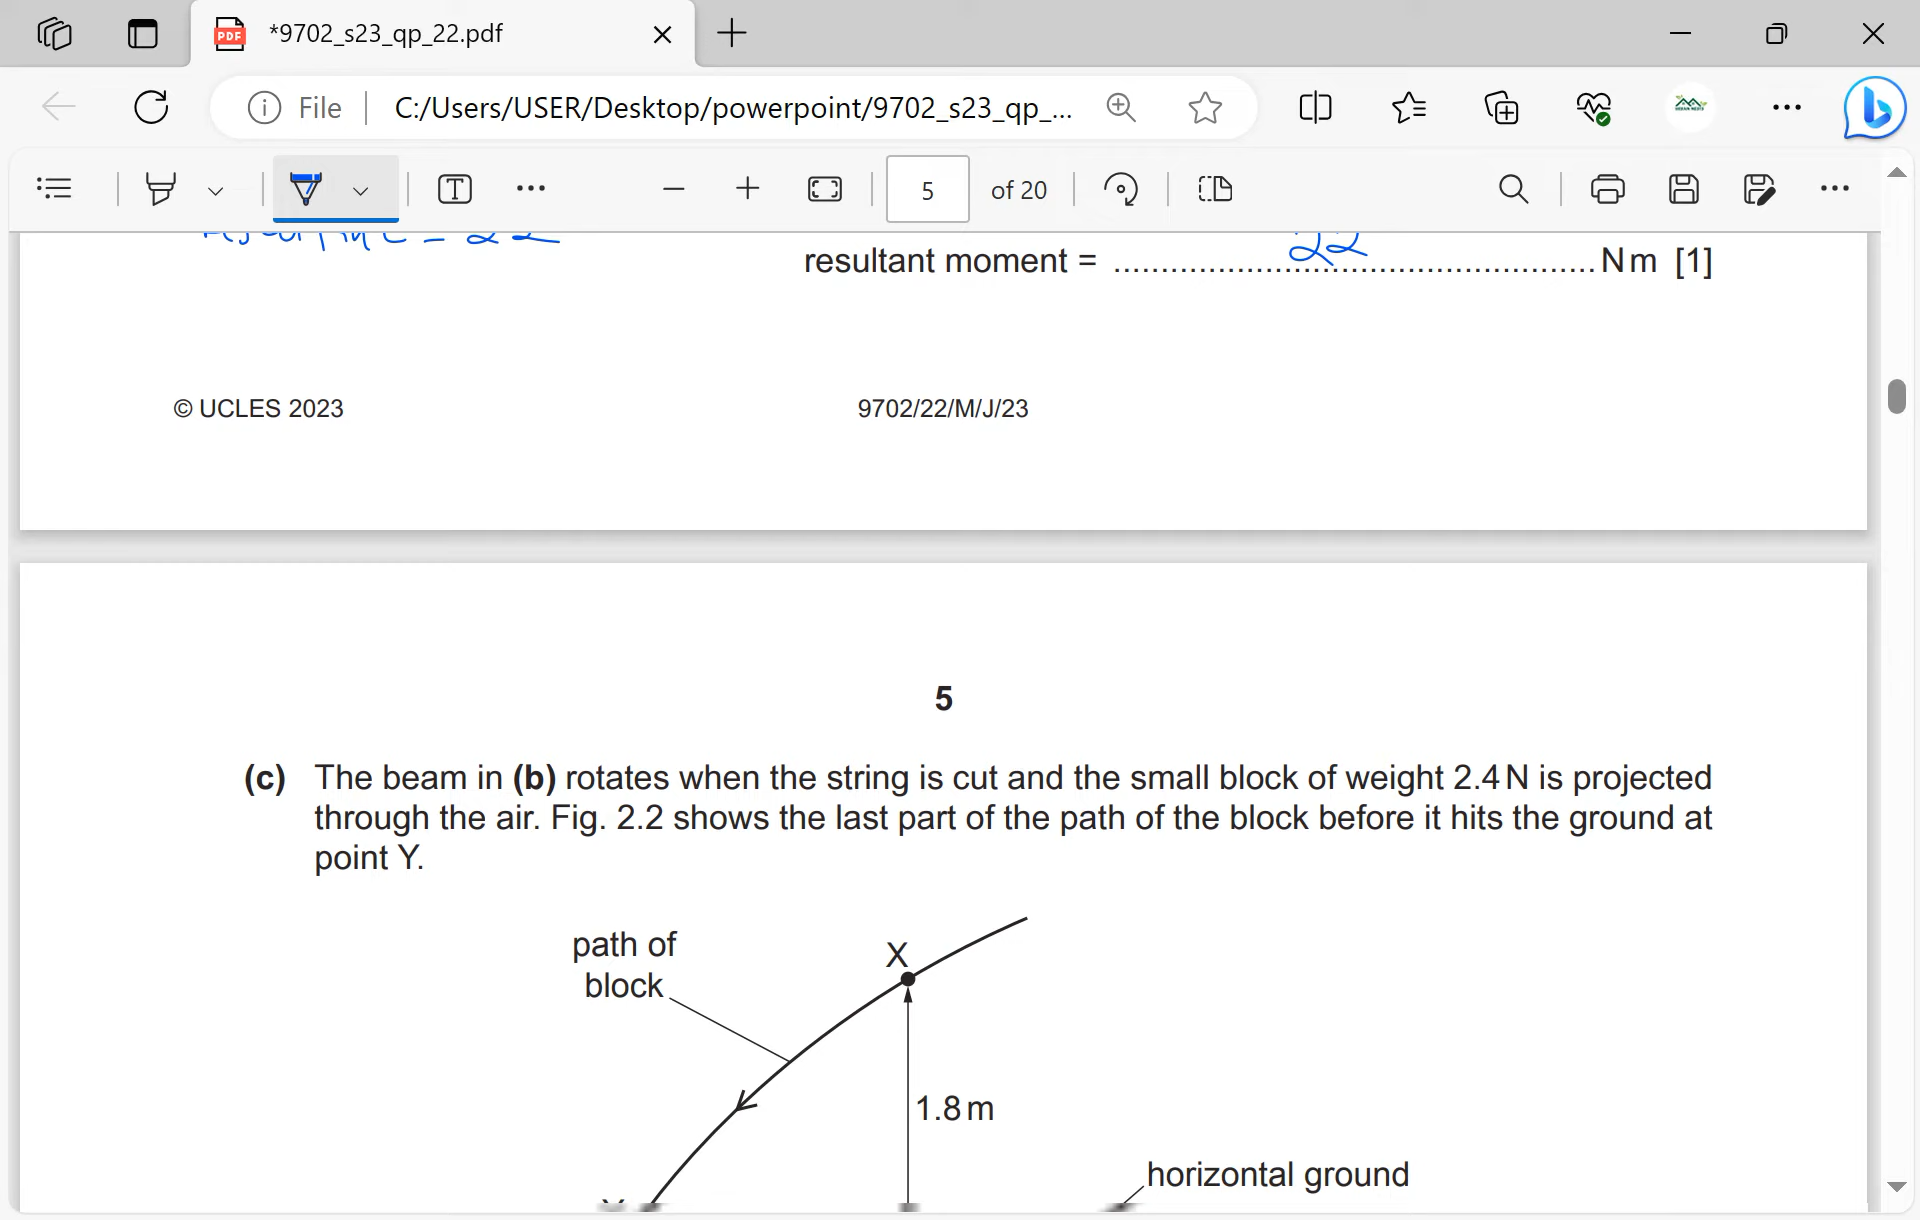 *9702_s23_qp_22.pdf
File
C:/Users/USER/Desktop/powerpoint/9702_s23_qp_...
5 of 20
= 22
resultant moment = .................................................. N m [1]
22
© UCLES 2023
9702/22/M/J/23
5
(c) The beam in (b) rotates when the string is cut and the small block of weight 2.4 N is projected
through the air. Fig. 2.2 shows the last part of the path of the block before it hits the ground at
point Y.
path of
block
X
1.8 m
horizontal ground